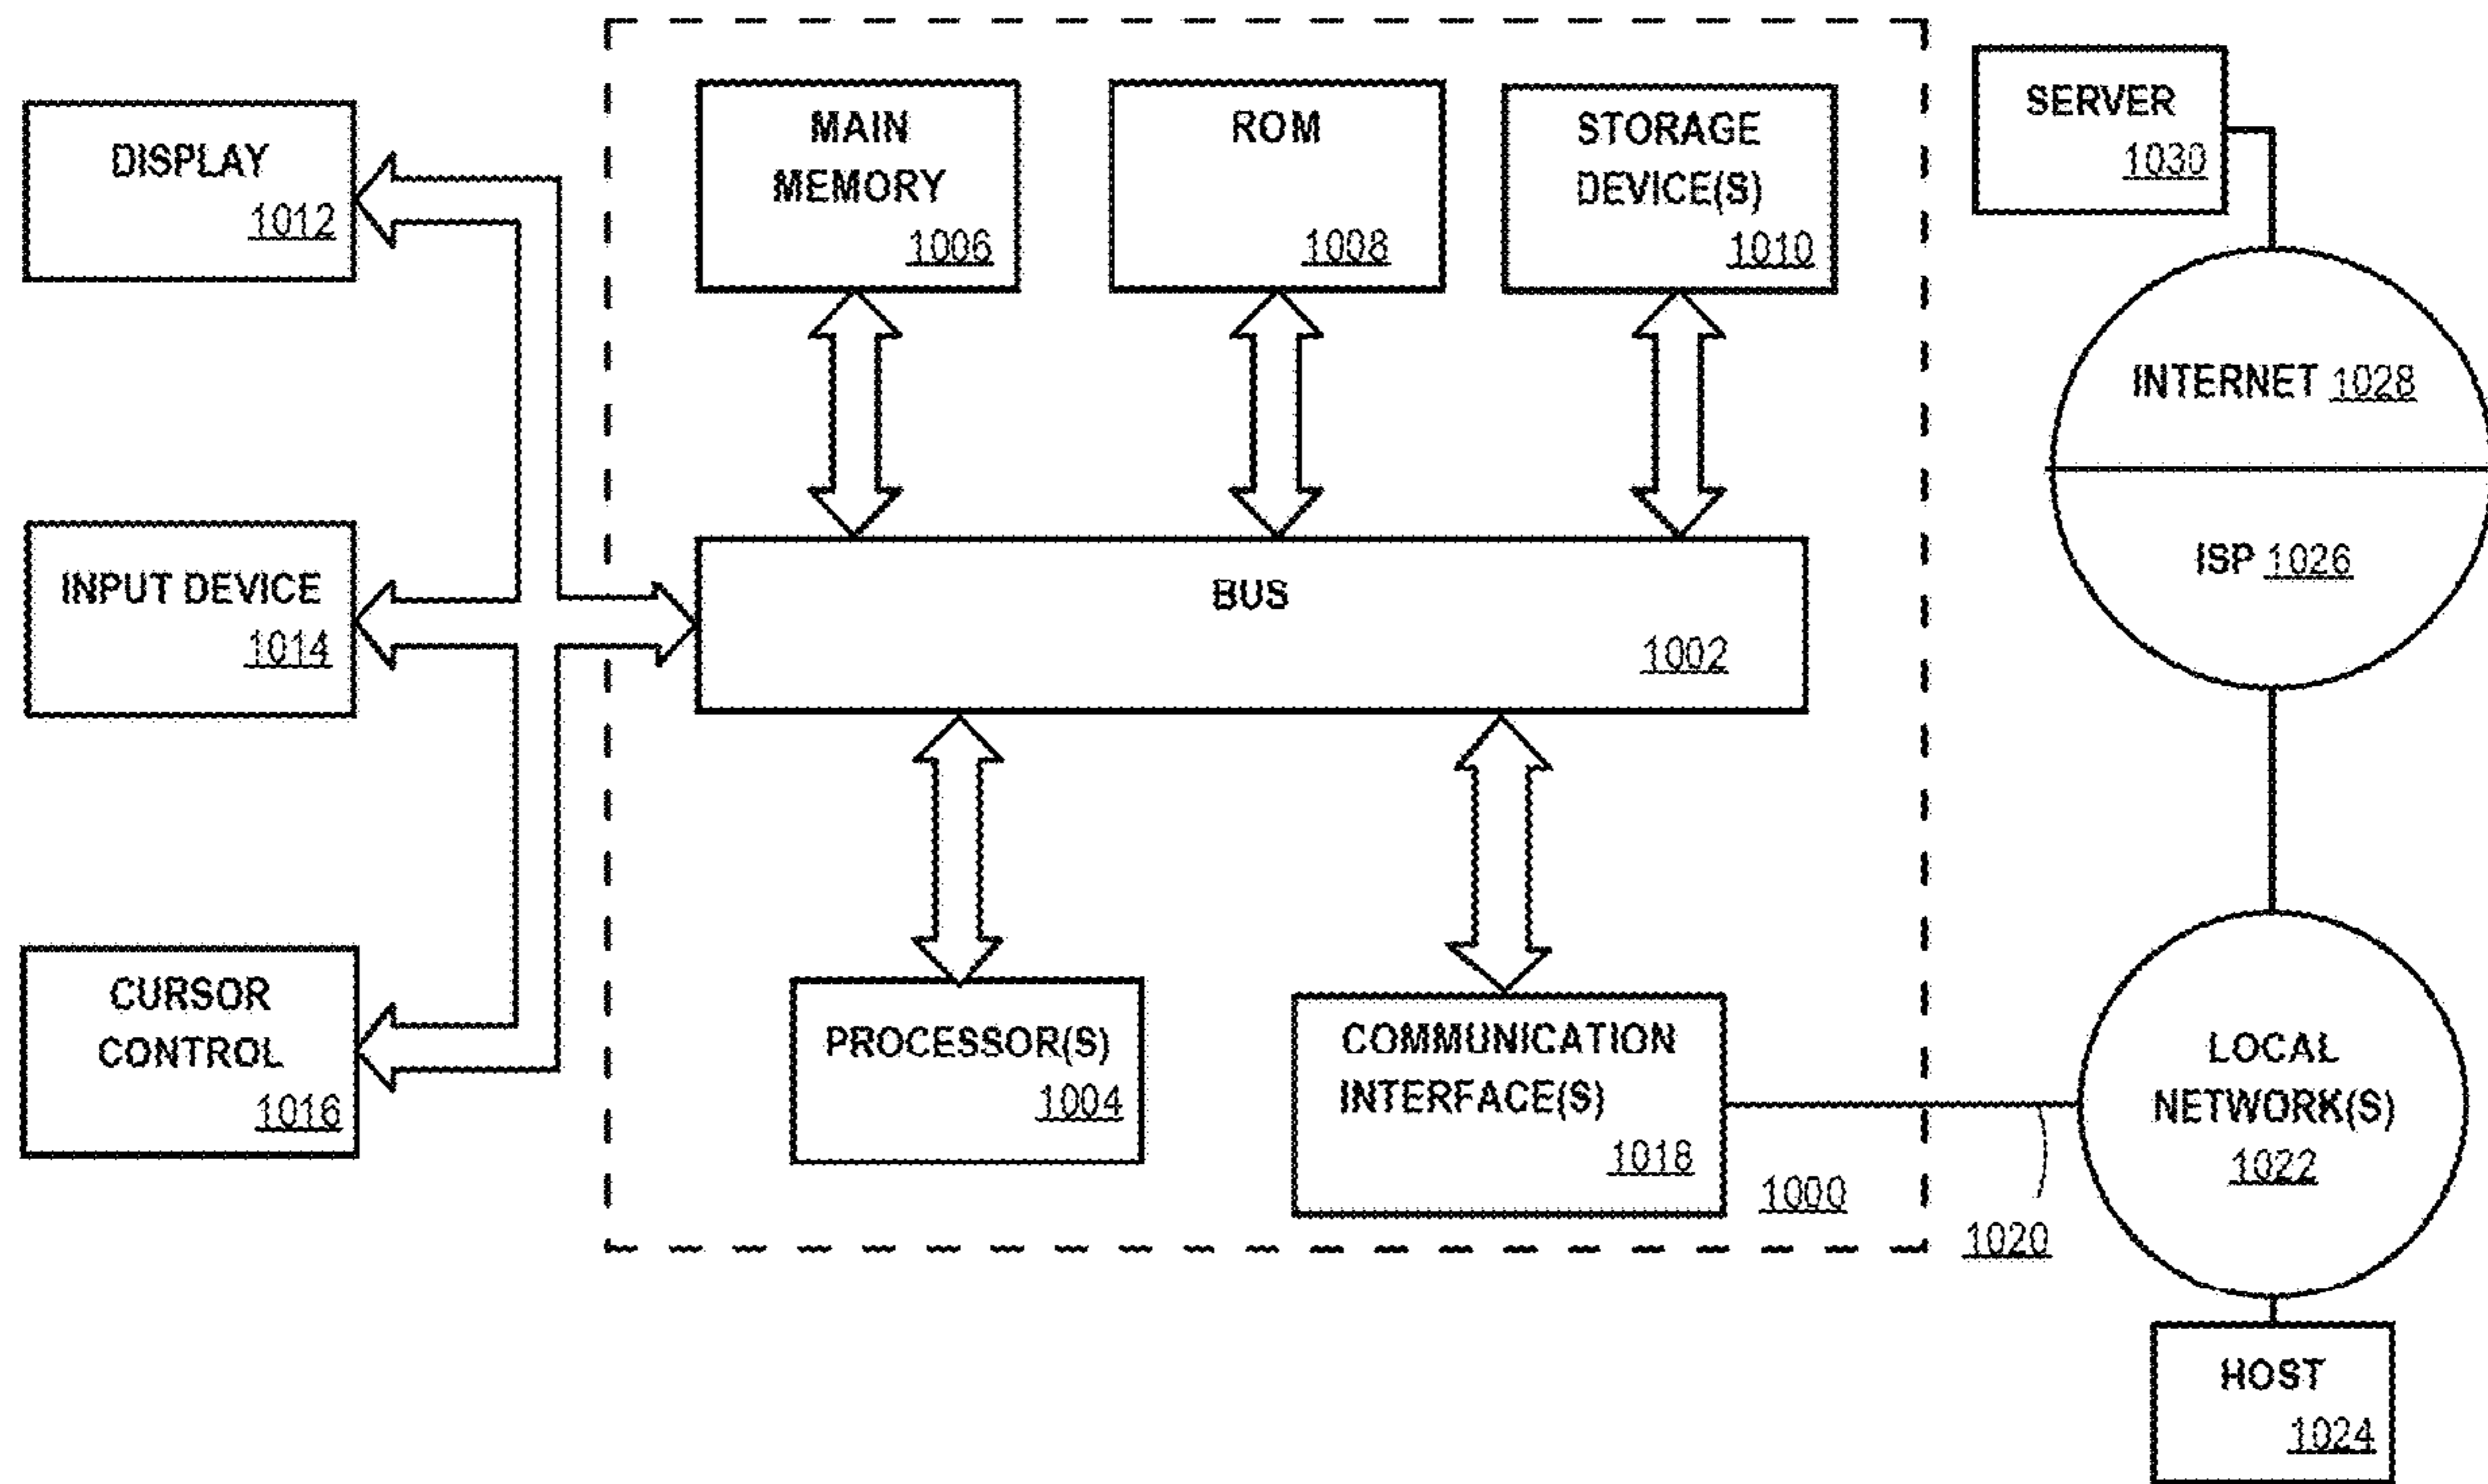 DISPLAY
1012
INPUT DEVICE
1014
CURSOR
CONTROL
1016
MAIN
MEMORY
1006
ROM
1008
STORAGE
DEVICE(S)
1010
BUS
1002
PROCESSOR(S)
1004
COMMUNICATION
INTERFACE(S)
1018
1000
1020
SERVER
1030
INTERNET 1028
ISP 1026
LOCAL
NETWORK(S)
1022
HOST
1024